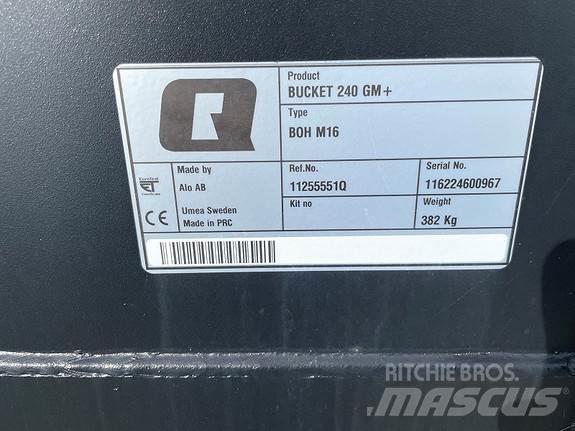 Product
BUCKET 240 GM+
Type
BOH M16
Made by
Alo AB
Umea Sweden
Made in PRC
Ref.No.
11255551Q
Serial No.
116224600967
Kit no
Weight
382 Kg
CE
RITCHIE BROS.
MASCUS